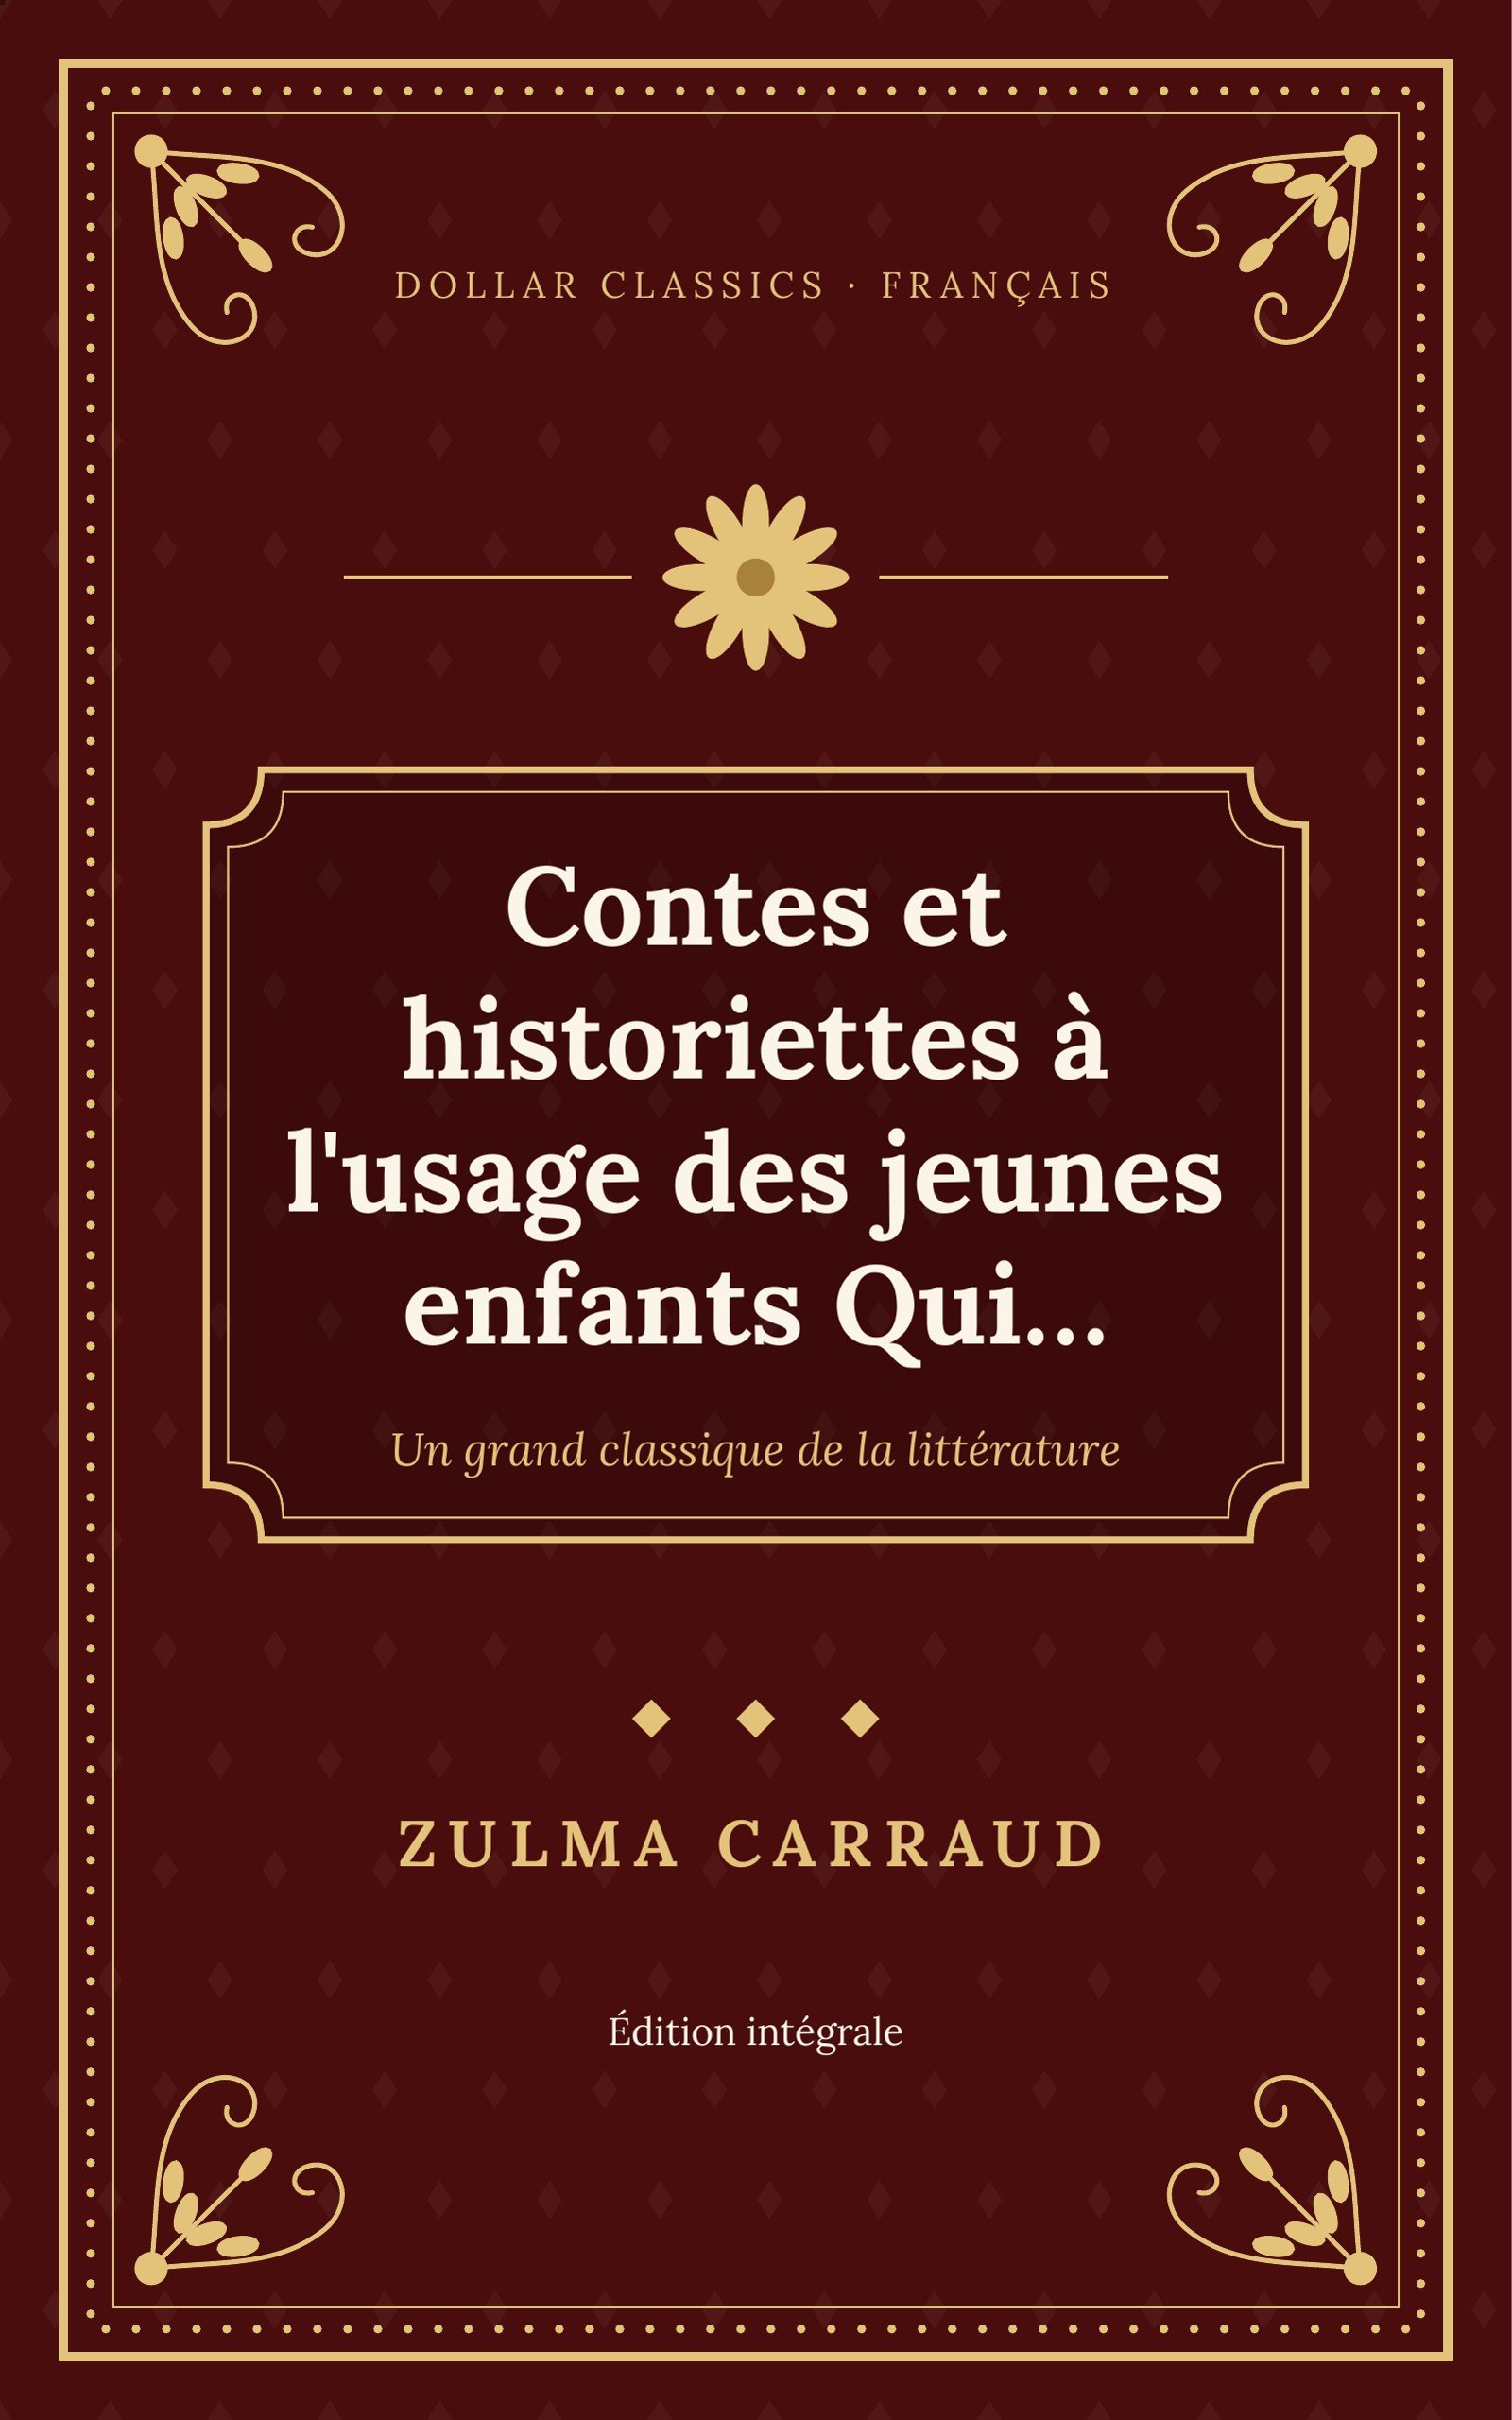 DOLLAR CLASSICS · FRANÇAIS
Contes et
historiettes à
l'usage des jeunes
enfants Qui...
Un grand classique de la littérature
ZULMA CARRAUD
Édition intégrale